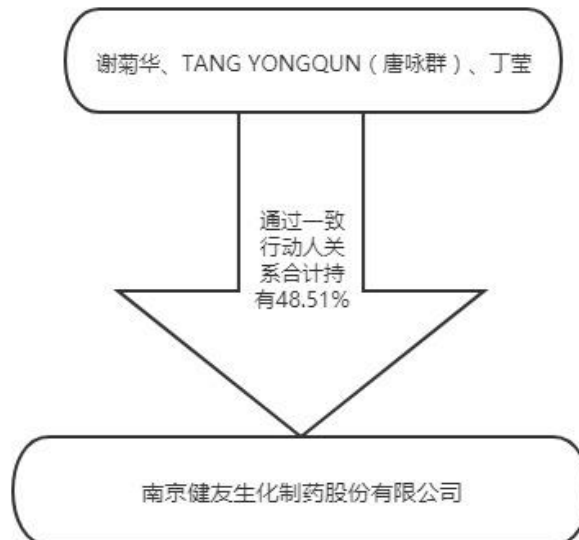 谢菊华、TANG YONGQUN（唐咏群）、丁莹
通过一致
行动人关
系合计持
有48.51%
南京健友生化制药股份有限公司